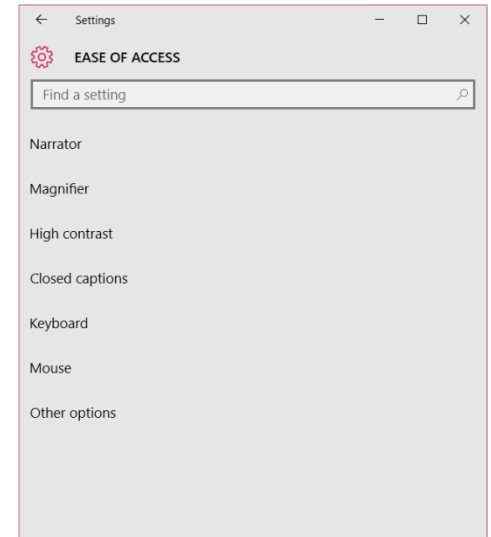 Settings
EASE OF ACCESS
Find a setting
Narrator
Magnifier
High contrast
Closed captions
Keyboard
Mouse
Other options